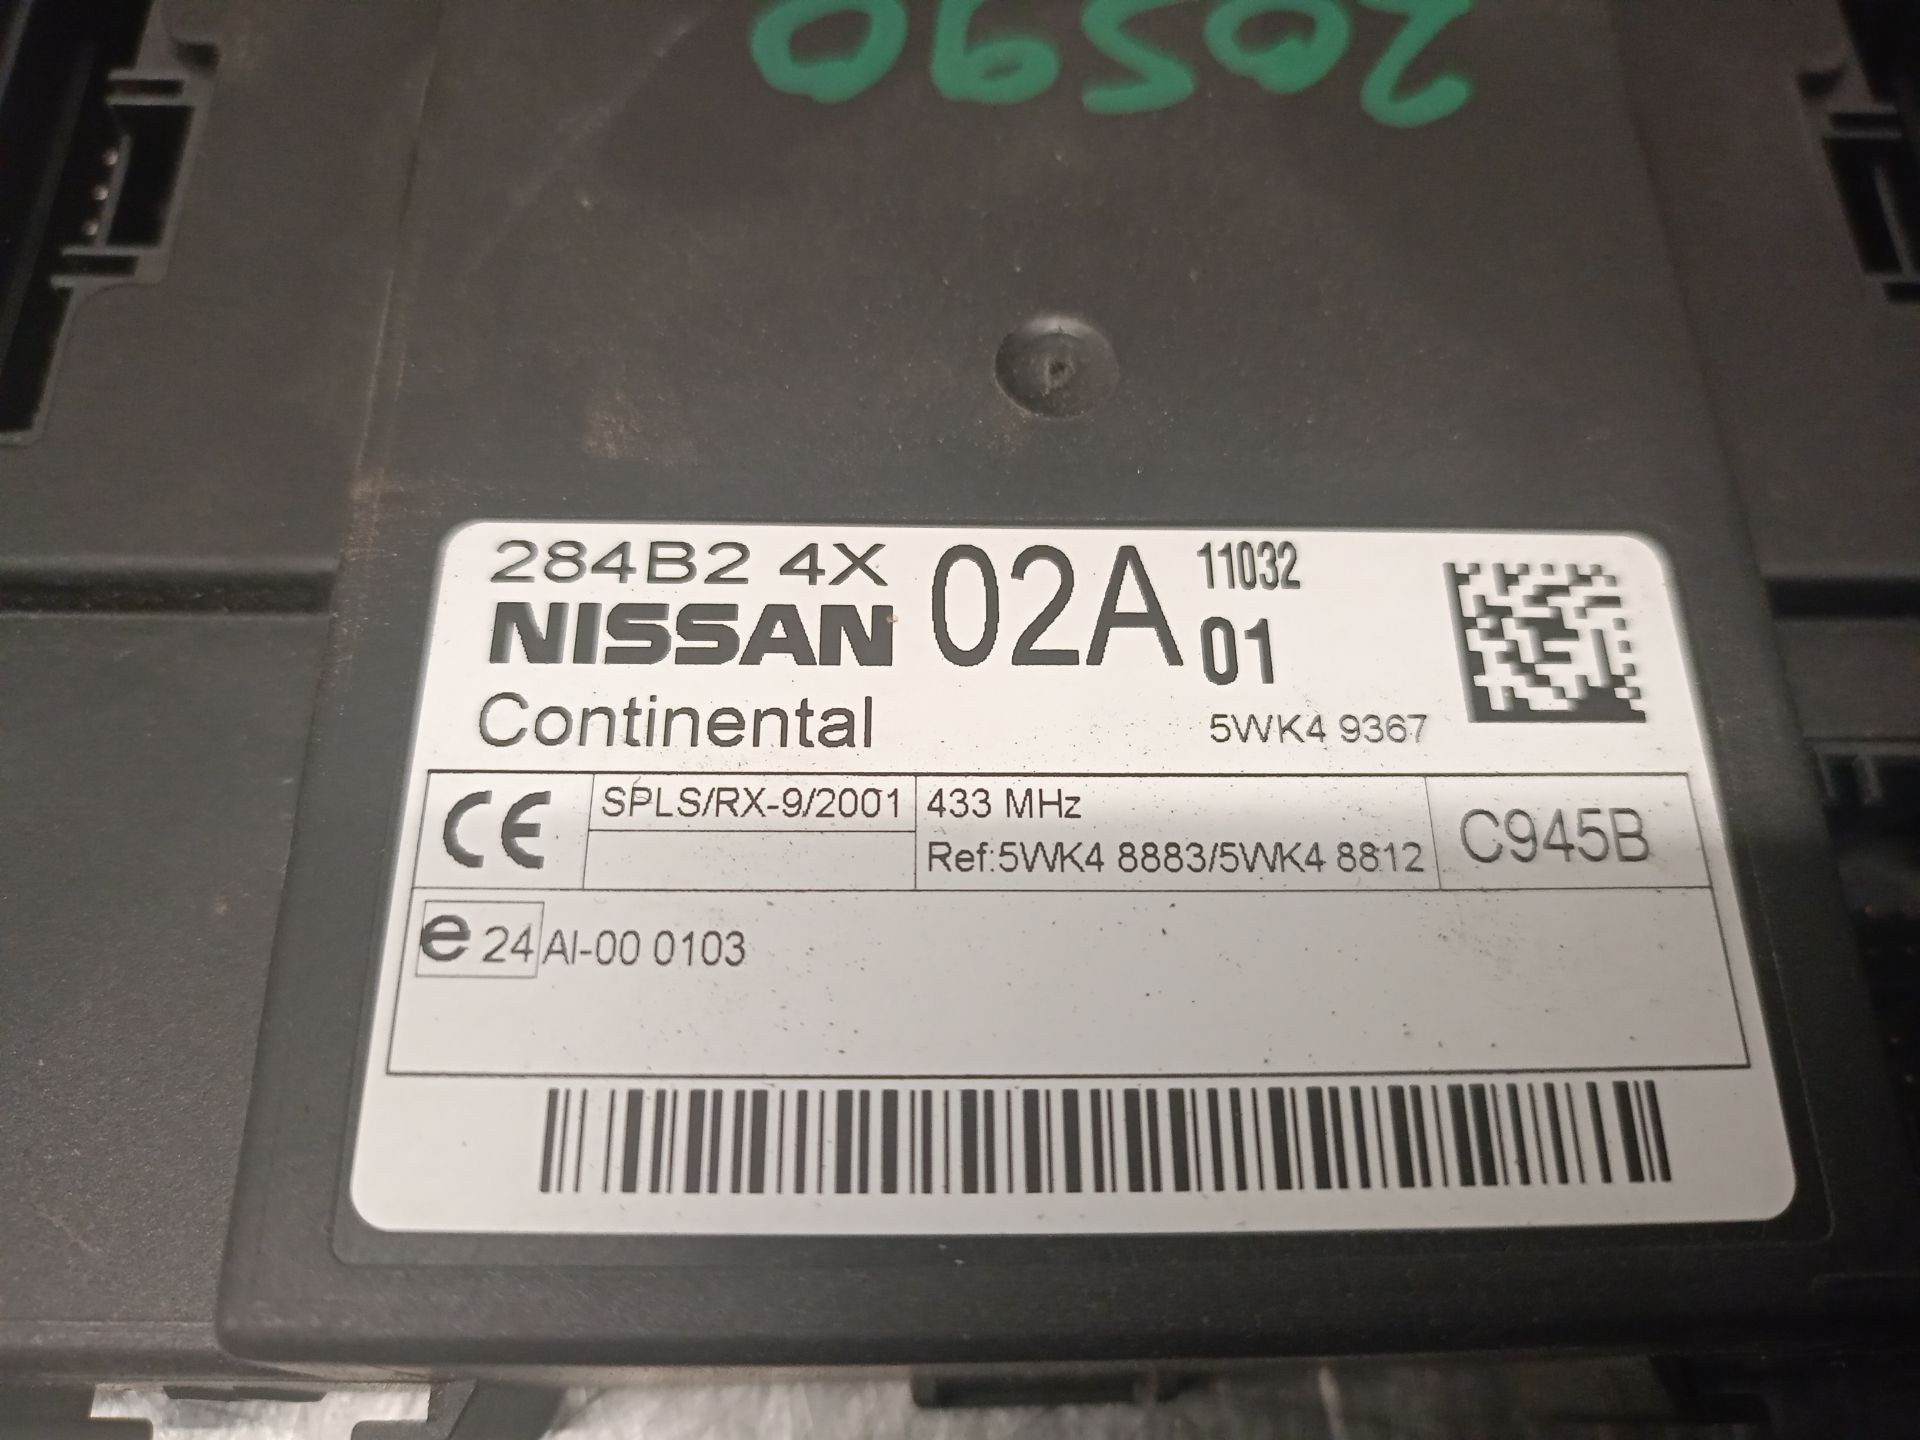 20590
284B2 4X 02A 11032
NISSAN 01
Continental 5WK4 9367
CE SPLS/RX-9/2001 433 MHz C945B
Ref:5WK4 8883/5WK4 8812
e 24 AI-00 0103